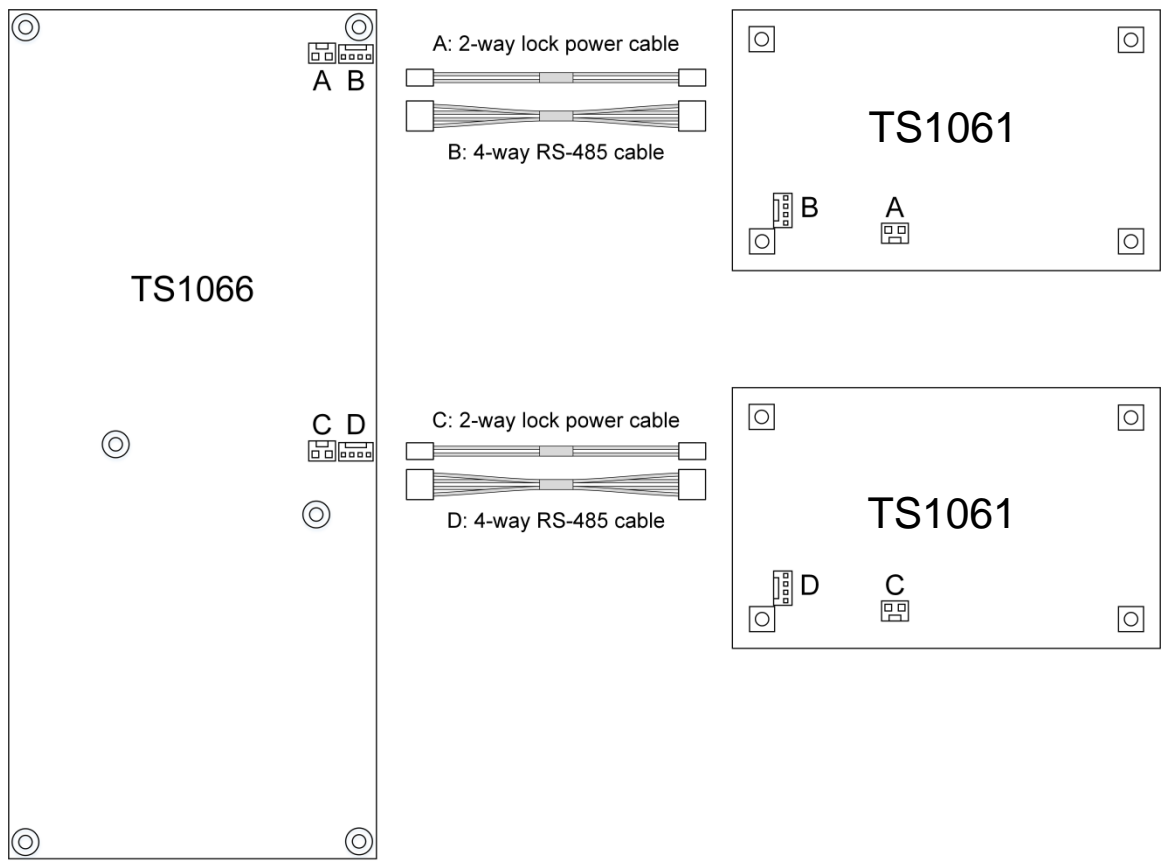 A B
A: 2-way lock power cable
B: 4-way RS-485 cable
TS1061
B A
TS1066
C D
C: 2-way lock power cable
D: 4-way RS-485 cable
TS1061
D C